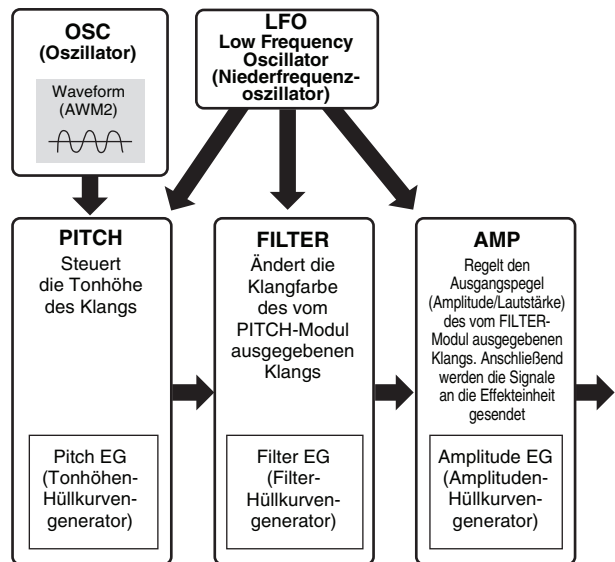 OSC
(Oszillator)
Waveform
(AWM2)
LFO
Low Frequency
Oscillator
(Niederfrequenz-
oszillator)
PITCH
Steuert
die Tonhöhe
des Klangs
Pitch EG
(Tonhöhen-
Hüllkurven-
generator)
FILTER
Ändert die
Klangfarbe
des vom
PITCH-Modul
ausgegebenen
Klangs
Filter EG
(Filter-
Hüllkurven-
generator)
AMP
Regelt den
Ausgangspegel
(Amplitude/Lautstärke)
des vom FILTER-
Modul ausgegebenen
Klangs. Anschließend
werden die Signale
an die Effekteinheit
gesendet
Amplitude EG
(Amplituden-
Hüllkurven-
generator)